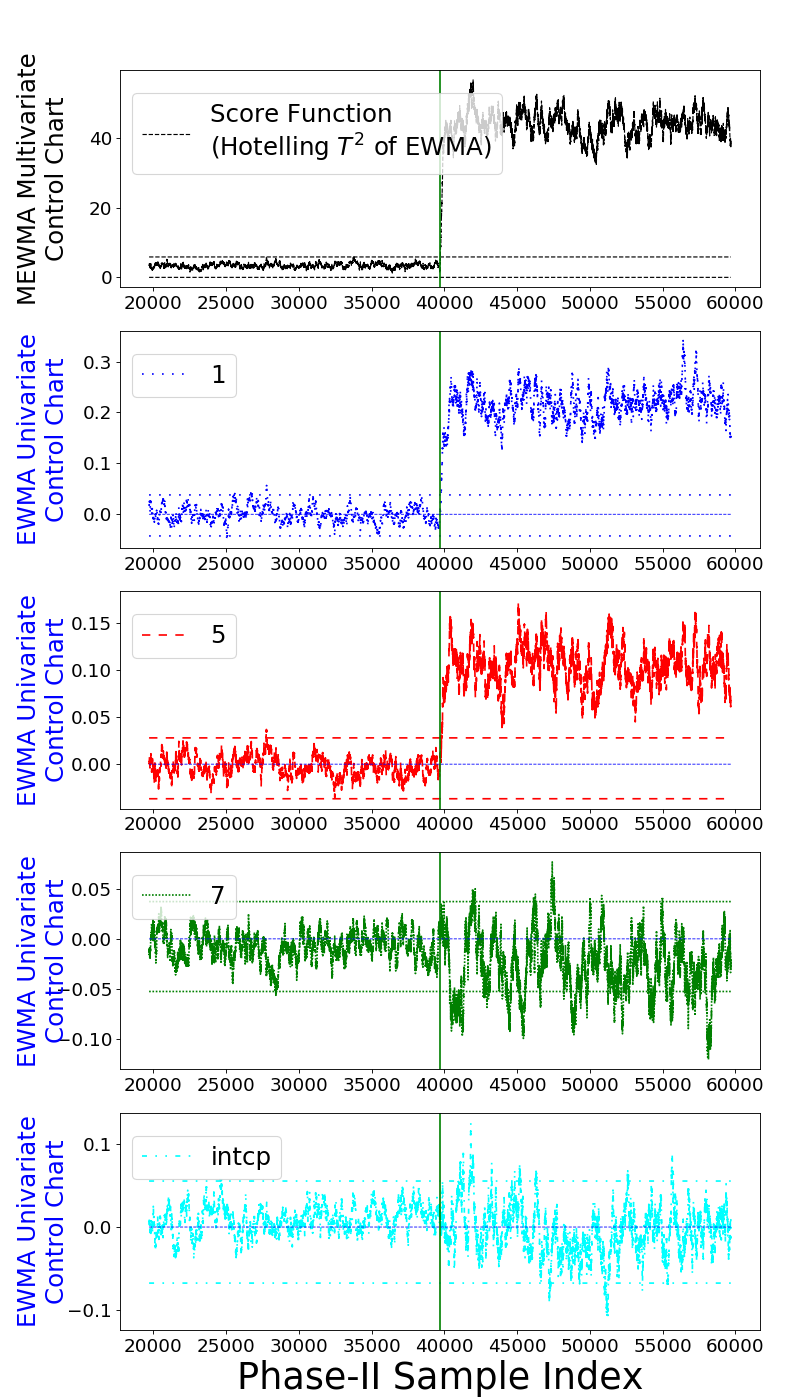 MEWMA Multivariate
Control Chart
Score Function
(Hotelling T² of EWMA)
40
20
0
20000 25000 30000 35000 40000 45000 50000 55000 60000
EWMA Univariate
Control Chart
1
0.3
0.2
0.1
0.0
20000 25000 30000 35000 40000 45000 50000 55000 60000
EWMA Univariate
Control Chart
5
0.15
0.10
0.05
0.00
20000 25000 30000 35000 40000 45000 50000 55000 60000
EWMA Univariate
Control Chart
7
0.05
0.00
−0.05
−0.10
20000 25000 30000 35000 40000 45000 50000 55000 60000
EWMA Univariate
Control Chart
intcp
0.1
0.0
−0.1
20000 25000 30000 35000 40000 45000 50000 55000 60000
Phase-II Sample Index